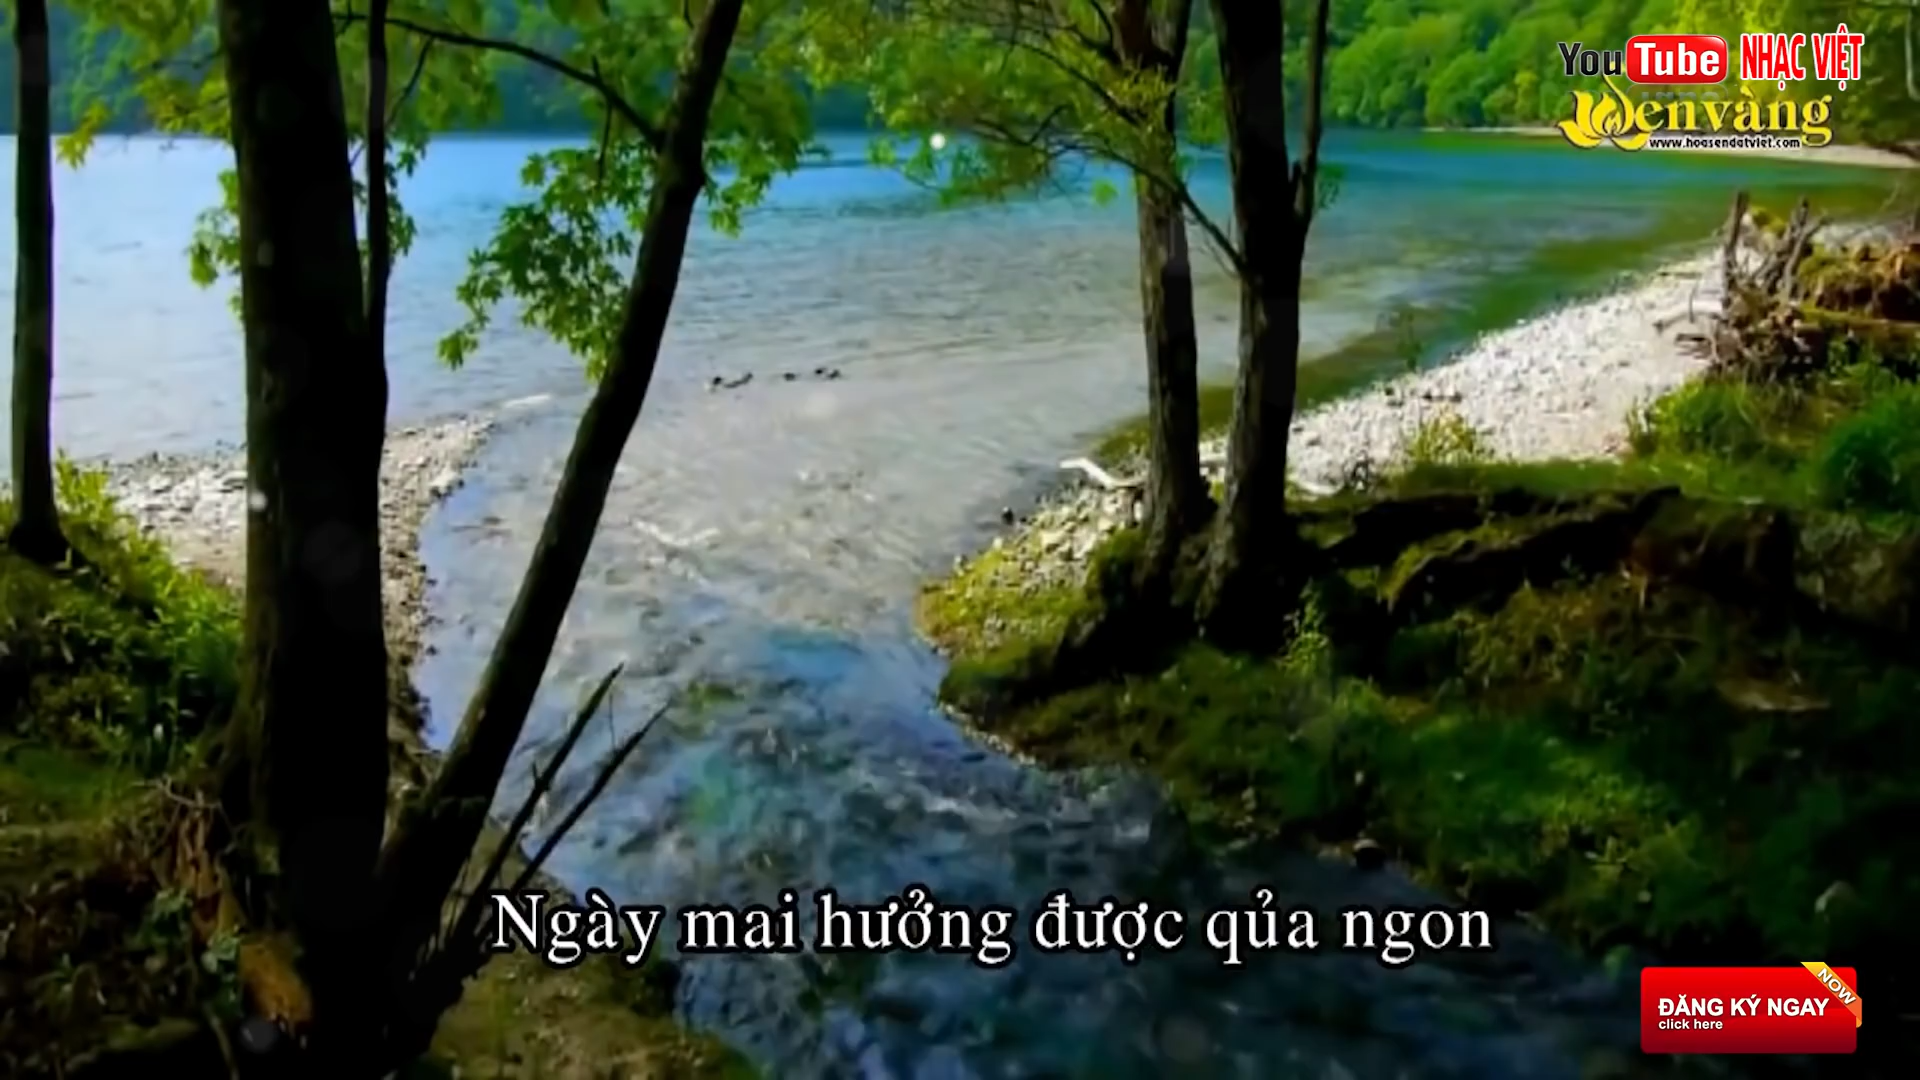 YouTube NHẠC VIỆT
Senvàng
www.hoasendatviet.com
Ngày mai hưởng được qủa ngon
NOW
ĐĂNG KÝ NGAY
click here